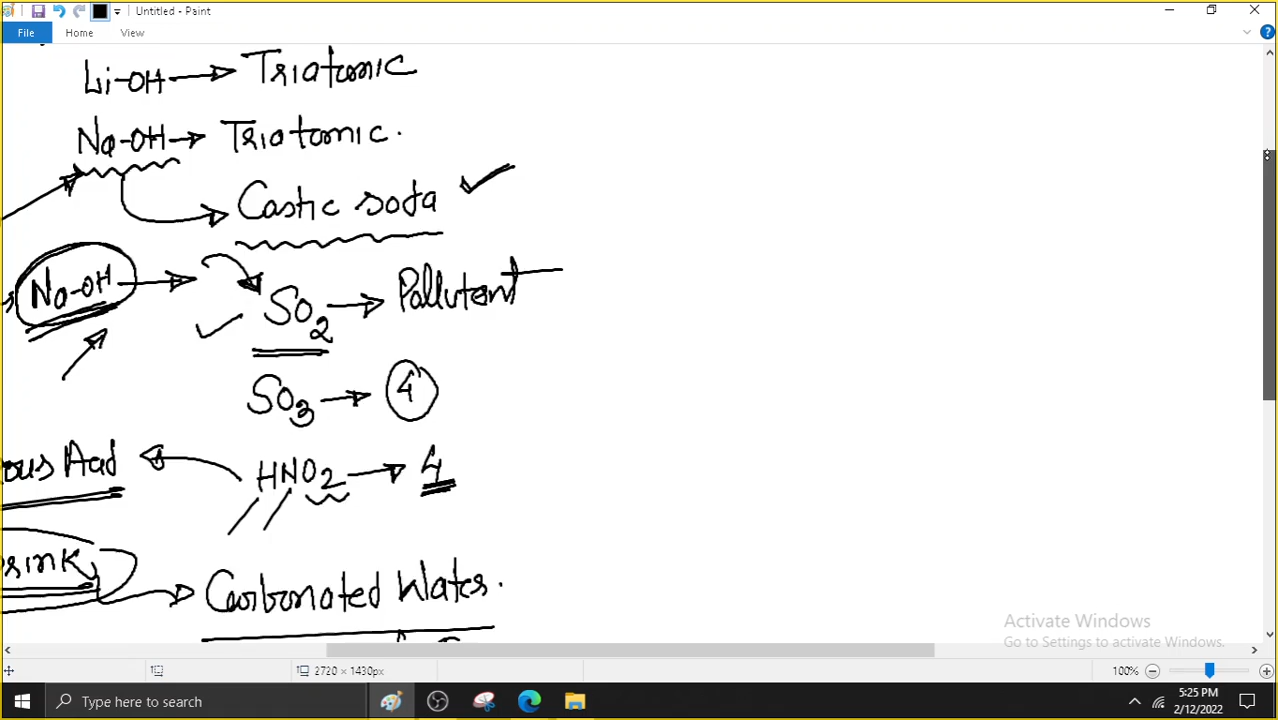 Untitled - Paint
File Home View
Li-OH → Triatomic
Na-OH → Triatomic.
Castic soda ✓
Na-OH → SO2 → Pollutant
SO3 → 4
ous Acid ← HNO2 → 4
rink → Carbonated Water.
Activate Windows
Go to Settings to activate Windows.
2720 × 1430px 100%
Type here to search
5:25 PM
2/12/2022